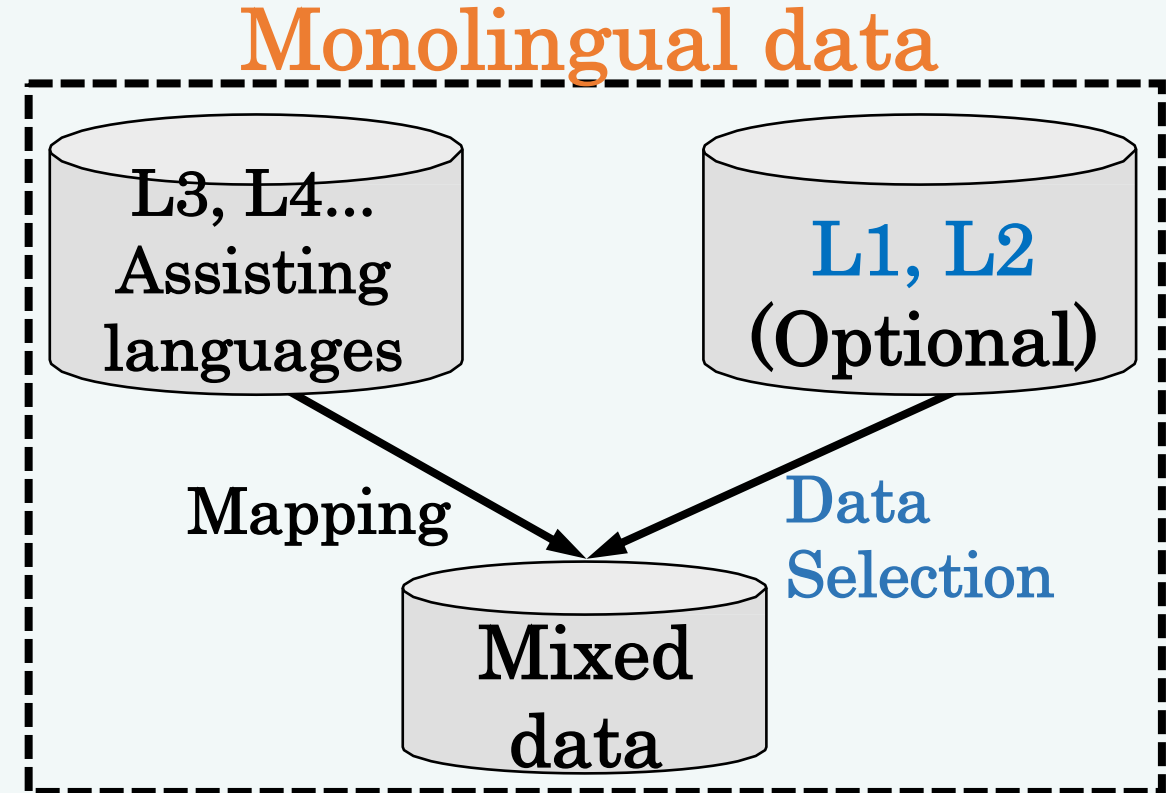 Monolingual data
L3, L4...
Assisting
languages
L1, L2
(Optional)
Mapping
Data
Selection
Mixed
data